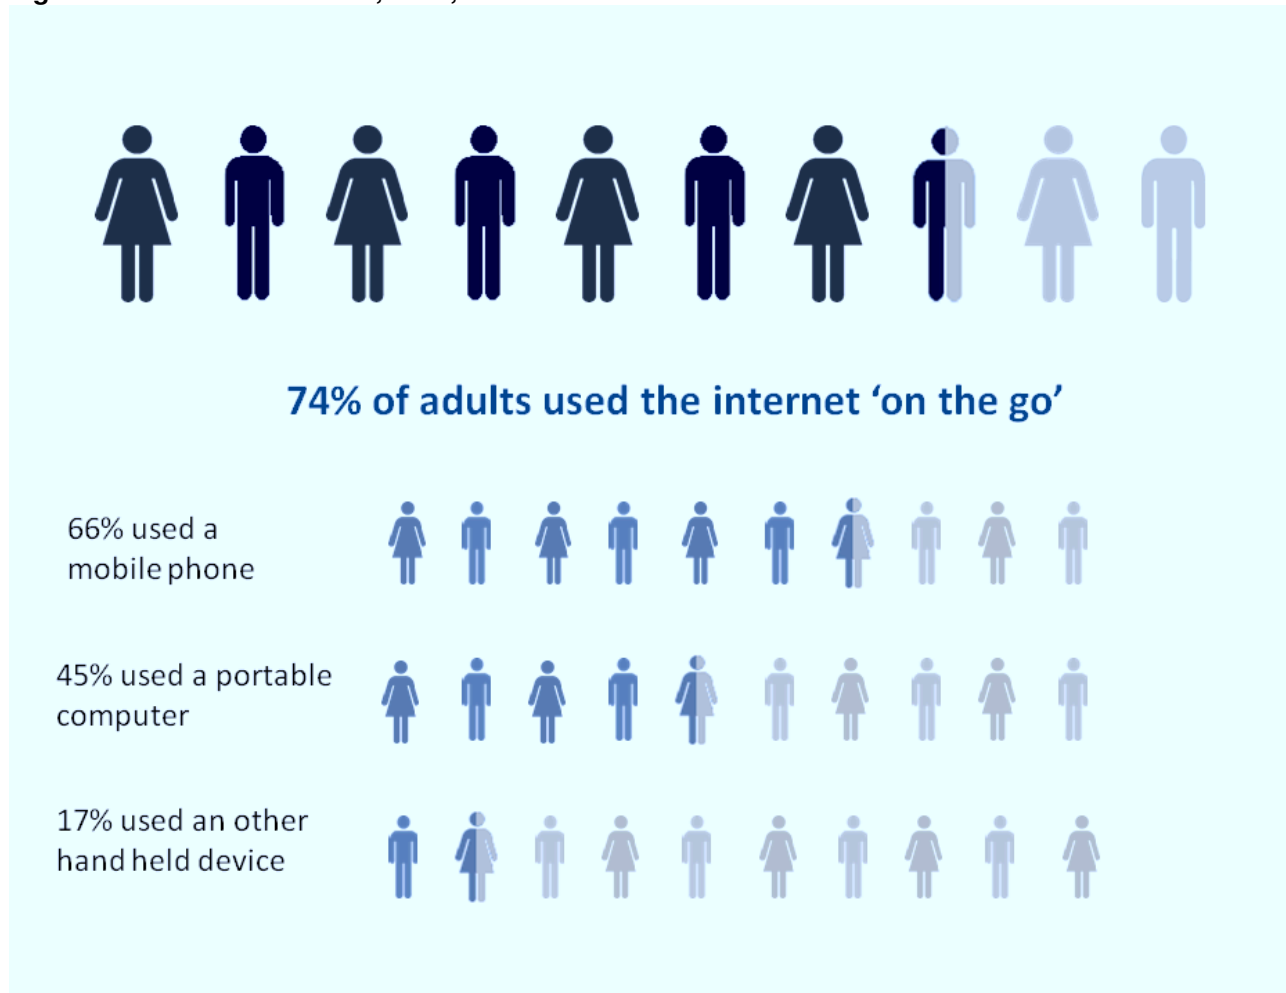 74% of adults used the internet ‘on the go’
66% used a
mobile phone
45% used a portable
computer
17% used an other
hand held device